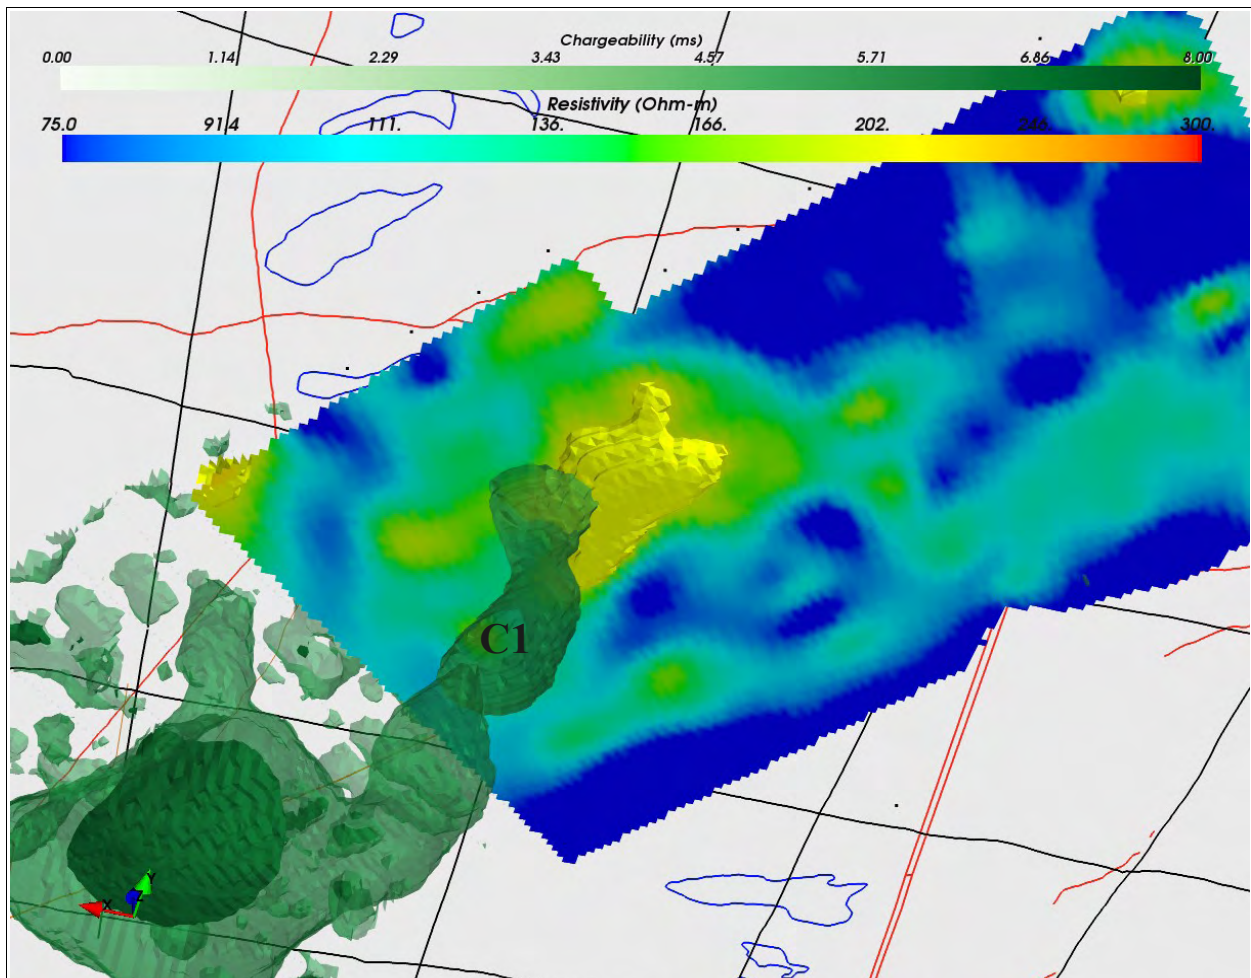 Chargeability (ms)
0.00 1.14 2.29 3.43 4.57 5.71 6.86 8.00
Resistivity (Ohm-m)
75.0 91.4 111. 136. 166. 202. 246. 300.
C1
X Y